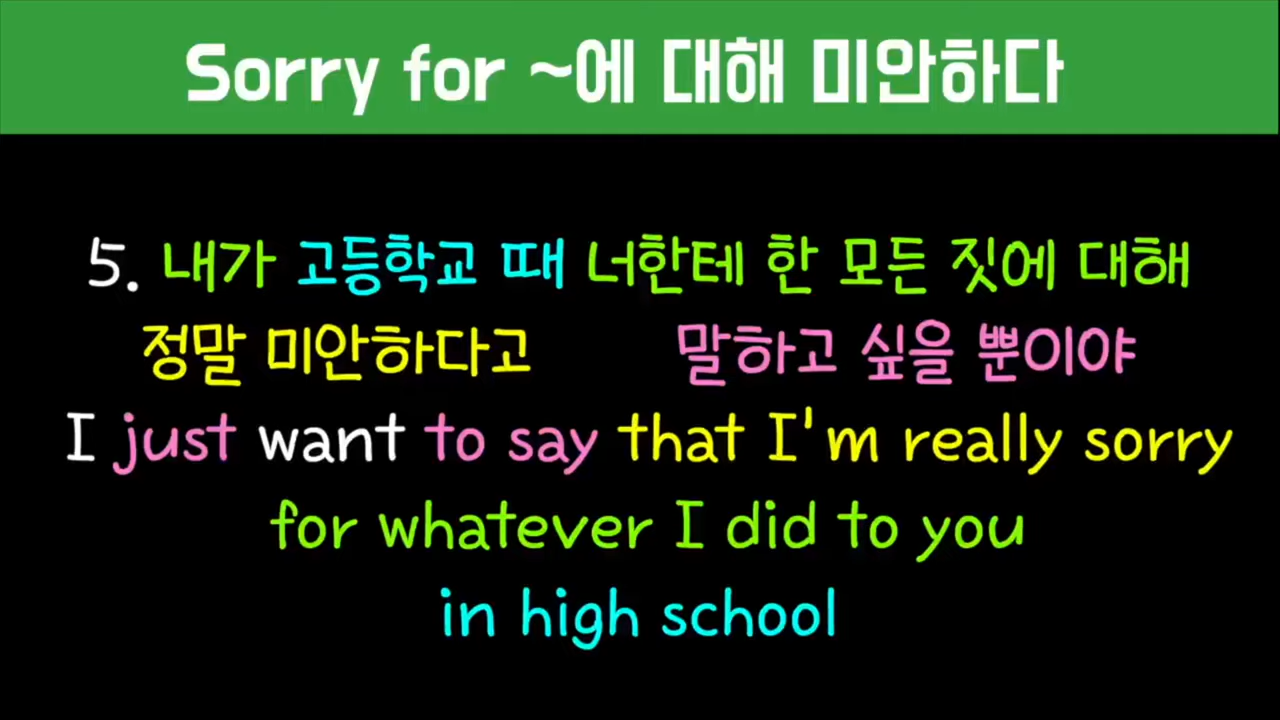 Sorry for ~에 대해 미안하다
5. 내가 고등학교 때 너한테 한 모든 짓에 대해
정말 미안하다고 말하고 싶을 뿐이야
I just want to say that I'm really sorry
for whatever I did to you
in high school